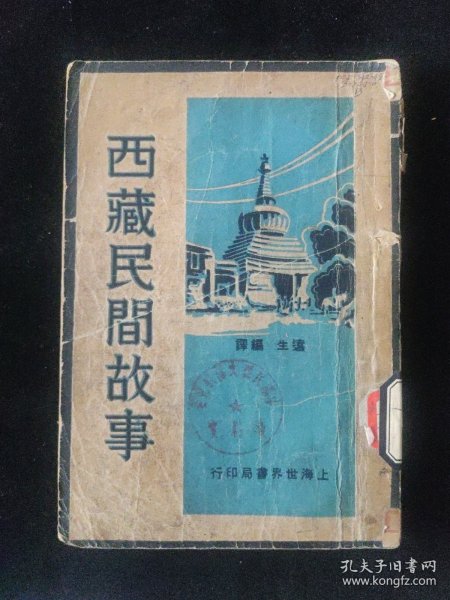 西藏民間故事
遠生 編譯
上海世界書局印行
孔夫子旧书网
www.kongfz.com